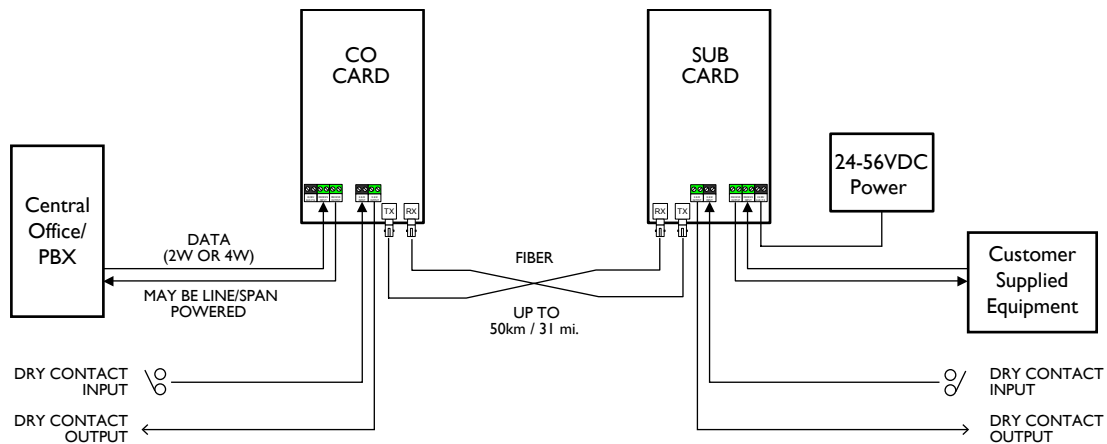 CO
CARD
SUB
CARD
24-56VDC
Power
Central
Office/
PBX
TX
RX
RX
TX
DATA
(2W OR 4W)
FIBER
Customer
Supplied
Equipment
MAY BE LINE/SPAN
POWERED
UP TO
50km / 31 mi.
DRY CONTACT
INPUT
DRY CONTACT
INPUT
DRY CONTACT
OUTPUT
DRY CONTACT
OUTPUT